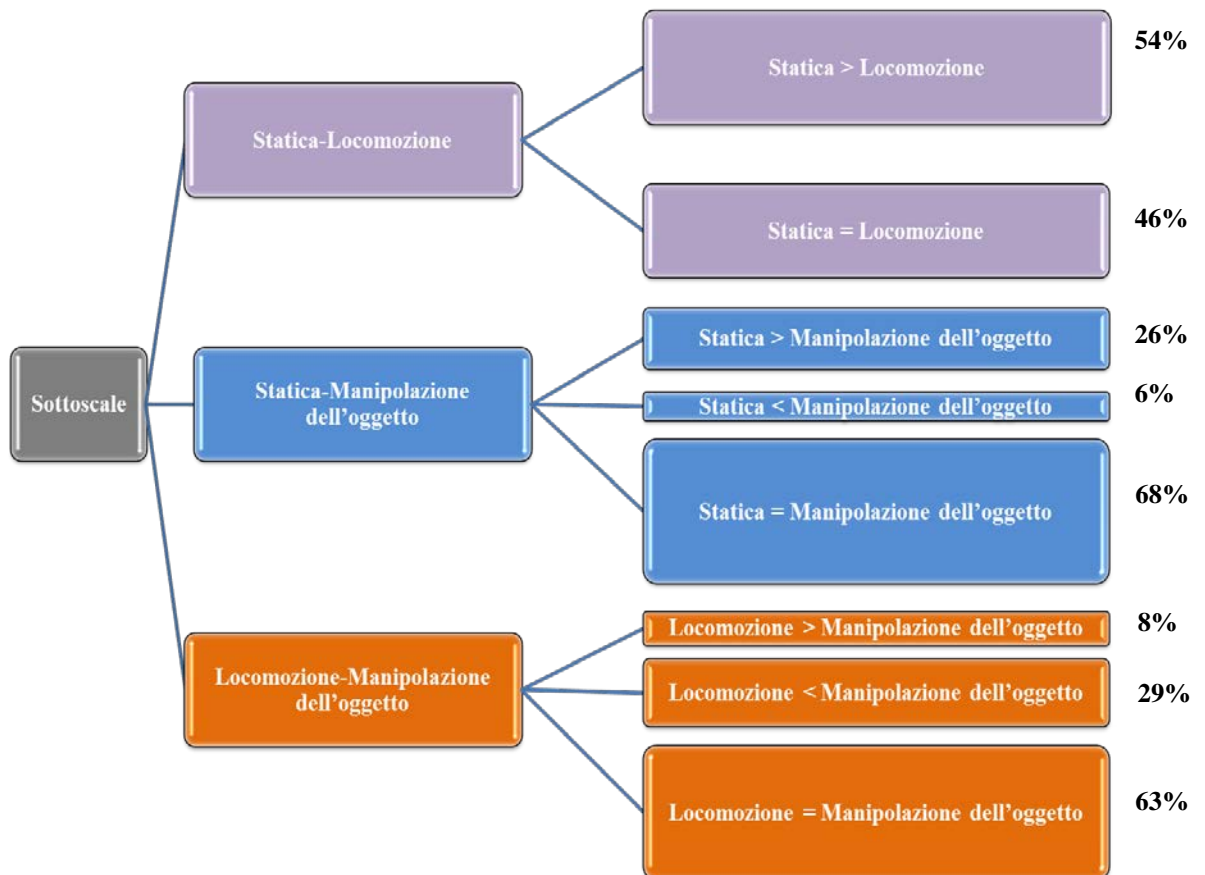 Sottoscale
Statica-Locomozione
Statica > Locomozione
54%
Statica = Locomozione
46%
Statica-Manipolazione
dell’oggetto
Statica > Manipolazione dell’oggetto
26%
Statica < Manipolazione dell’oggetto
6%
Statica = Manipolazione dell’oggetto
68%
Locomozione-Manipolazione
dell’oggetto
Locomozione > Manipolazione dell’oggetto
8%
Locomozione < Manipolazione dell’oggetto
29%
Locomozione = Manipolazione dell’oggetto
63%